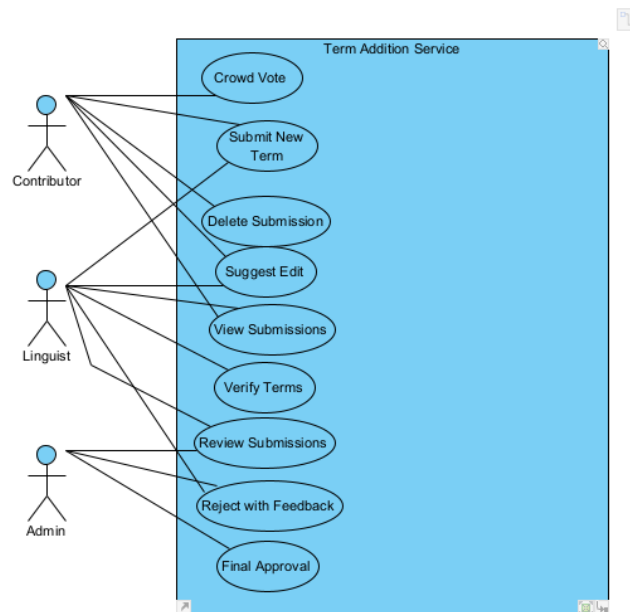 Term Addition Service
Crowd Vote
Submit New
Term
Contributor
Delete Submission
Suggest Edit
View Submissions
Linguist
Verify Terms
Review Submissions
Reject with Feedback
Admin
Final Approval